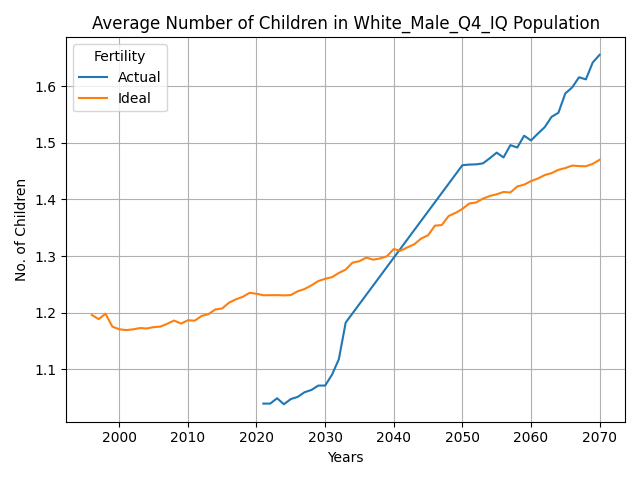 Average Number of Children in White_Male_Q4_IQ Population
Fertility
Actual
Ideal
No. of Children
1.6
1.5
1.4
1.3
1.2
1.1
2000 2010 2020 2030 2040 2050 2060 2070
Years